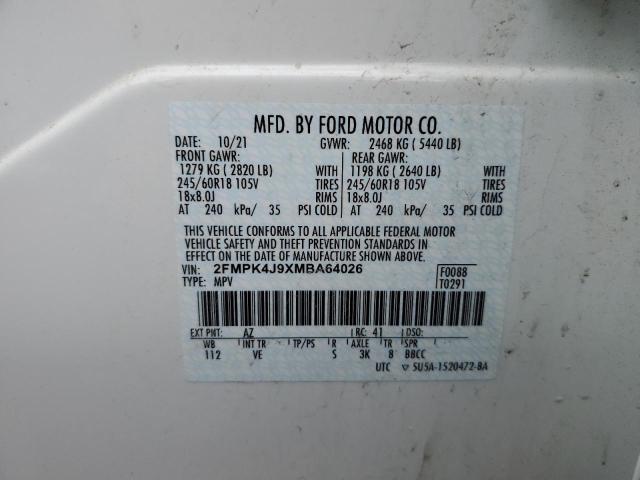 MFD. BY FORD MOTOR CO.
DATE: 10/21 GVWR: 2468 KG ( 5440 LB)
FRONT GAWR: REAR GAWR:
1279 KG ( 2820 LB) WITH 1198 KG ( 2640 LB) WITH
245/60R18 105V TIRES 245/60R18 105V TIRES
18x8.0J RIMS 18x8.0J RIMS
AT 240 kPa/ 35 PSI COLD AT 240 kPa/ 35 PSI COLD
THIS VEHICLE CONFORMS TO ALL APPLICABLE FEDERAL MOTOR
VEHICLE SAFETY AND THEFT PREVENTION STANDARDS IN
EFFECT ON THE DATE OF MANUFACTURE SHOWN ABOVE.
VIN: 2FMPK4J9XMBA64026 F0088
TYPE: MPV T0291
EXT PNT: AZ RC: 41 DSO:
WB INT TR TP/PS R AXLE TR SPR
112 VE S 3K 8 BBCC
UTC ▽ 5U5A-1520472-BA